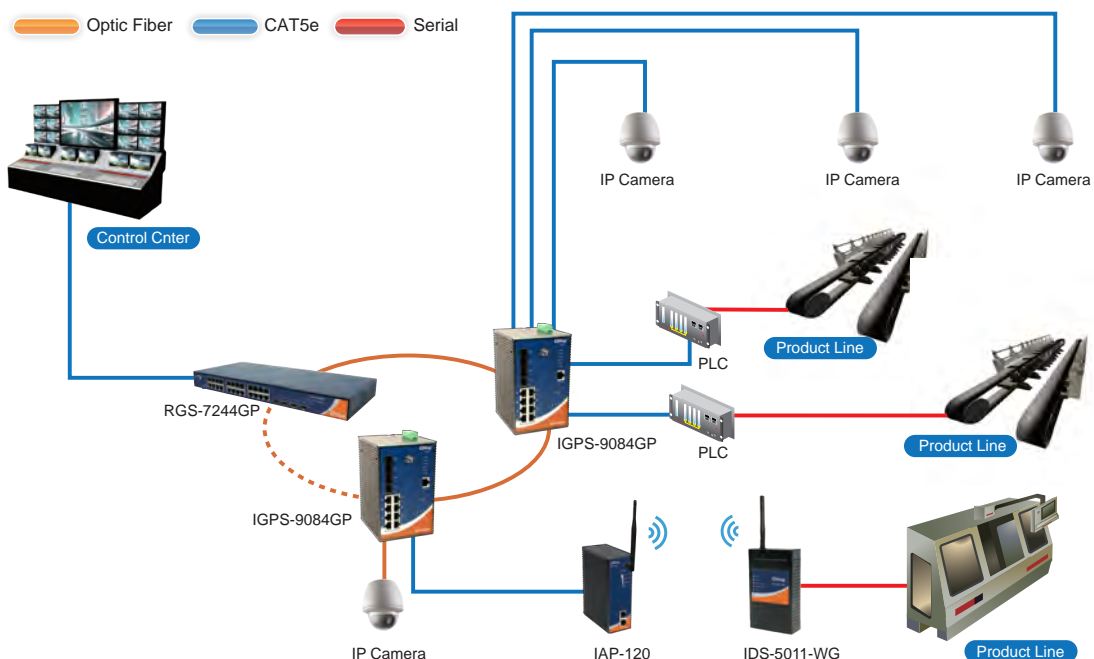 Optic Fiber
CAT5e
Serial
IP Camera
IP Camera
IP Camera
Control Cnter
PLC
Product Line
RGS-7244GP
IGPS-9084GP
PLC
Product Line
IGPS-9084GP
IP Camera
IAP-120
IDS-5011-WG
Product Line